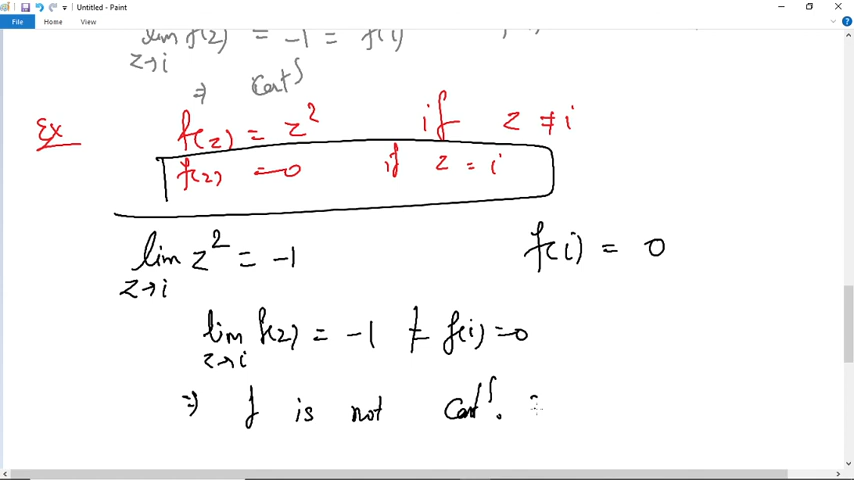 Untitled - Paint
File Home View
lim f(z) = -1 = f(i)
z→i
⇒ cont^s
Ex f(z) = z² if z ≠ i
f(z) = 0 if z = i
lim z² = -1 f(i) = 0
z→i
lim f(z) = -1 ≠ f(i) = 0
z→i
⇒ f is not cont^s.